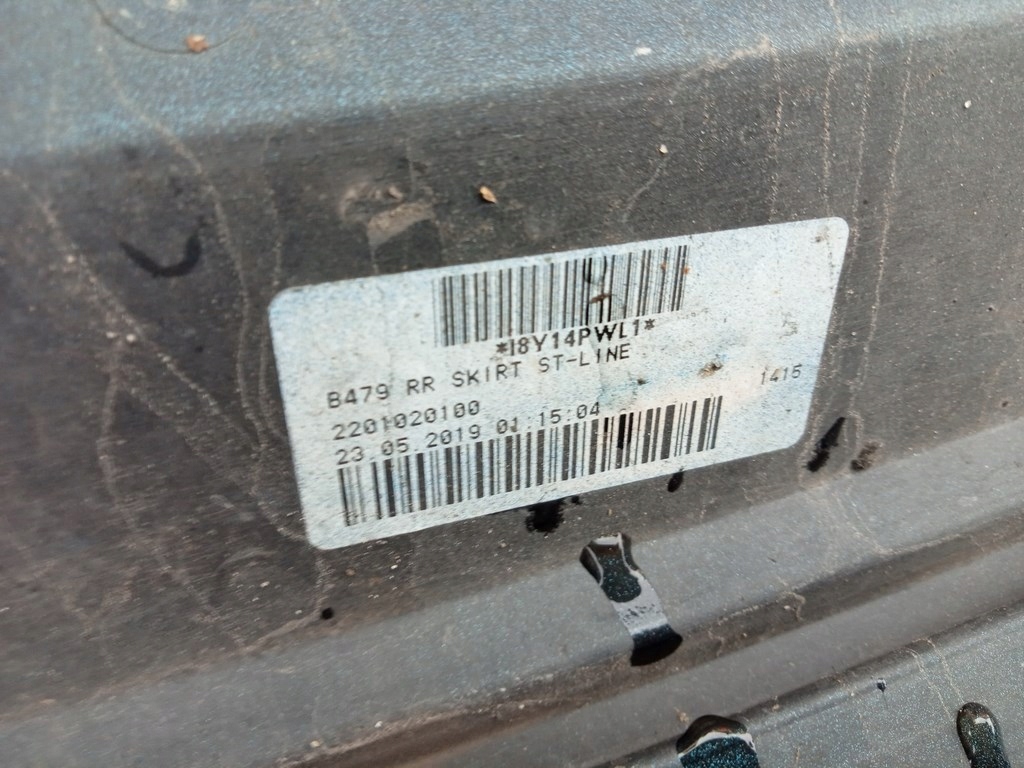 *I8Y14PWL1*
B479 RR SKIRT ST-LINE
2201020100
1415
23.05.2019 01:15:04